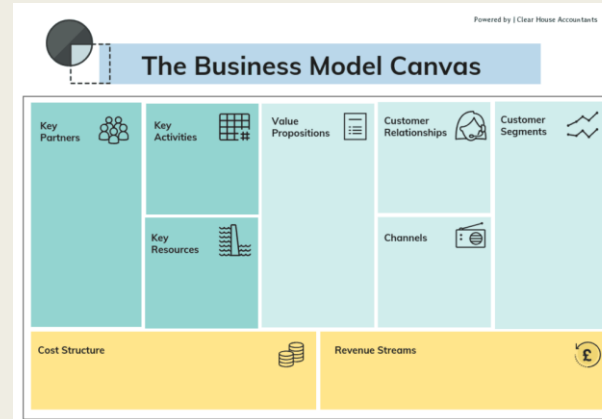 Powered by | Clear House Accountants
The Business Model Canvas
Key
Partners
Key
Activities
#
Key
Resources
Value
Propositions
Customer
Relationships
Channels
Customer
Segments
Cost Structure
Revenue Streams
£